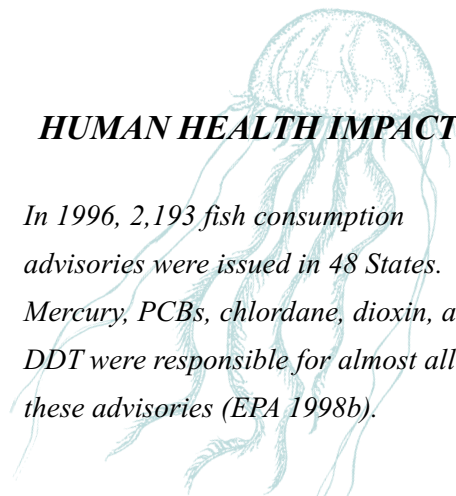 HUMAN HEALTH IMPACT
In 1996, 2,193 fish consumption
advisories were issued in 48 States.
Mercury, PCBs, chlordane, dioxin, a
DDT were responsible for almost all
these advisories (EPA 1998b).